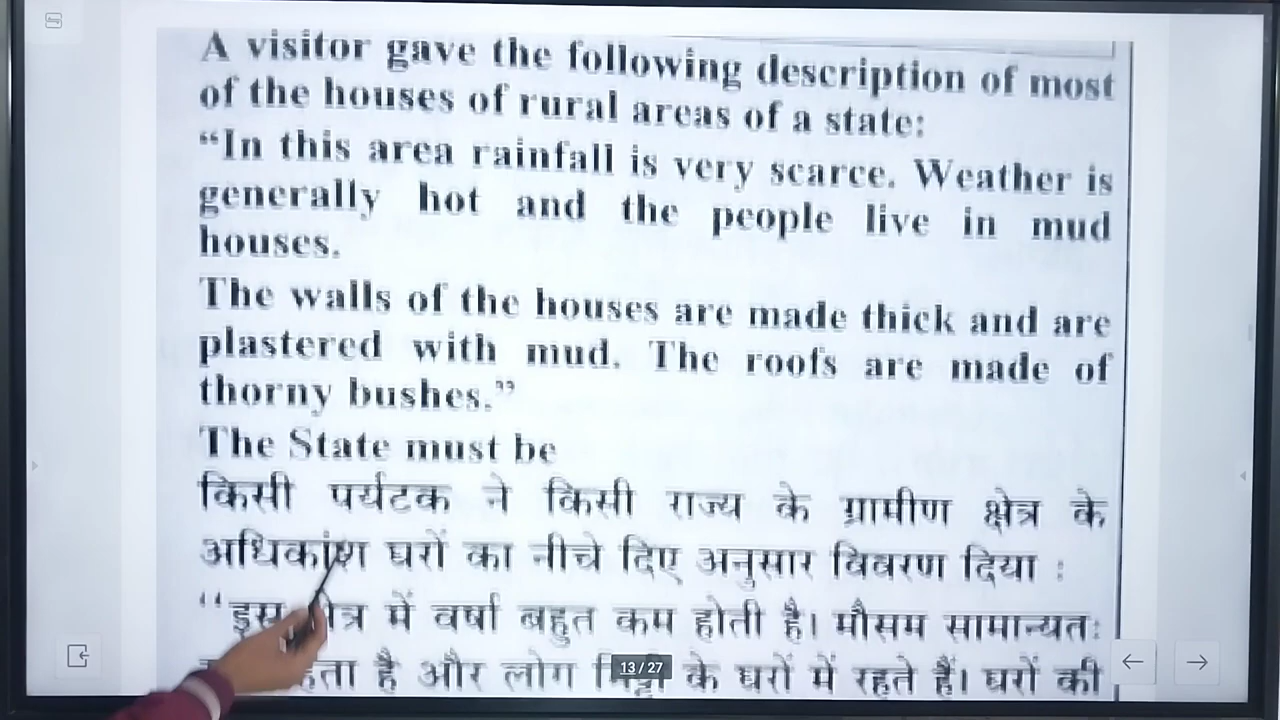 A visitor gave the following description of most
of the houses of rural areas of a state:
“In this area rainfall is very scarce. Weather is
generally hot and the people live in mud
houses.
The walls of the houses are made thick and are
plastered with mud. The roofs are made of
thorny bushes.”
The State must be
किसी पर्यटक ने किसी राज्य के ग्रामीण क्षेत्र के
अधिकांश घरों का नीचे दिए अनुसार विवरण दिया :
‘‘इस में वर्षा बहुत कम होती है। मौसम सामान्यतः
है और लोग के घरों में रहते हैं। घरों की
13 / 27